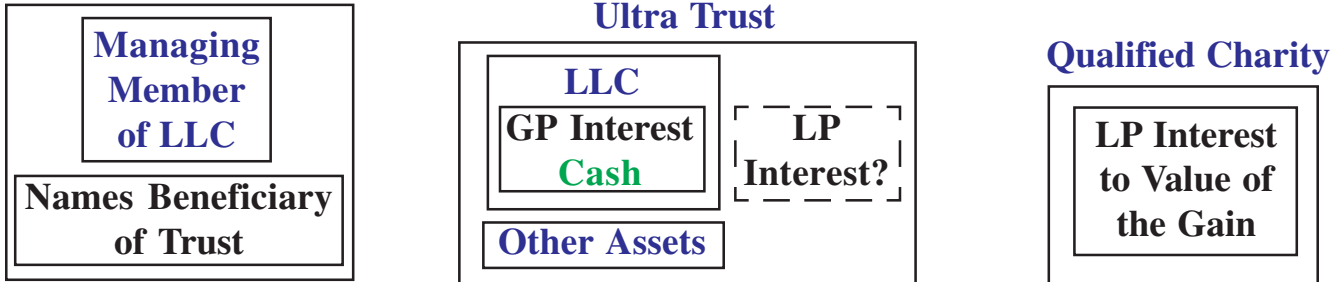 Managing
Member
of LLC
Names Beneficiary
of Trust
Ultra Trust
LLC
GP Interest
Cash
LP
Interest?
Other Assets
Qualified Charity
LP Interest
to Value of
the Gain